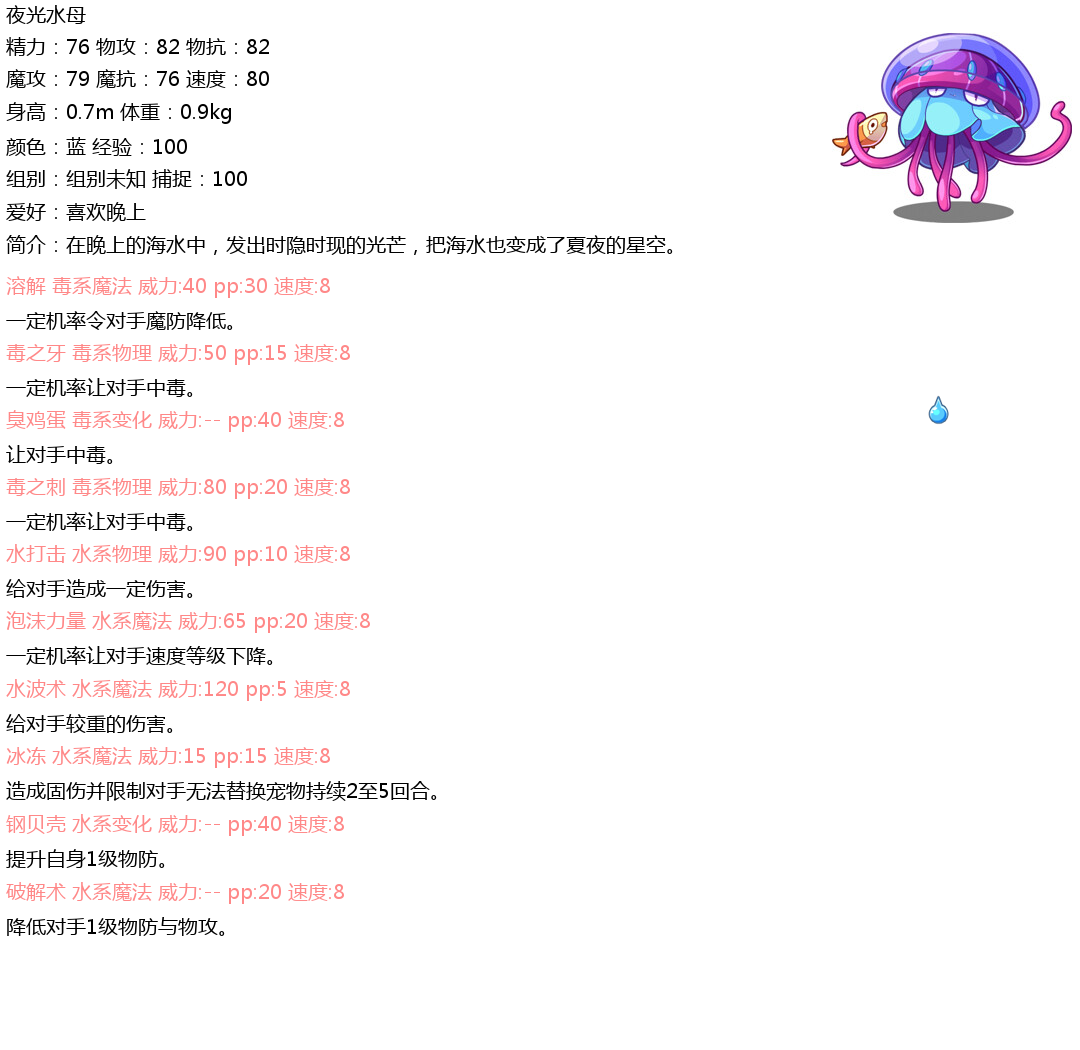 夜光水母
精力：76 物攻：82 物抗：82
魔攻：79 魔抗：76 速度：80
身高：0.7m 体重：0.9kg
颜色：蓝 经验：100
组别：组别未知 捕捉：100
爱好：喜欢晚上
简介：在晚上的海水中，发出时隐时现的光芒，把海水也变成了夏夜的星空。
溶解 毒系魔法 威力:40 pp:30 速度:8
一定机率令对手魔防降低。
毒之牙 毒系物理 威力:50 pp:15 速度:8
一定机率让对手中毒。
臭鸡蛋 毒系变化 威力:-- pp:40 速度:8
让对手中毒。
毒之刺 毒系物理 威力:80 pp:20 速度:8
一定机率让对手中毒。
水打击 水系物理 威力:90 pp:10 速度:8
给对手造成一定伤害。
泡沫力量 水系魔法 威力:65 pp:20 速度:8
一定机率让对手速度等级下降。
水波术 水系魔法 威力:120 pp:5 速度:8
给对手较重的伤害。
冰冻 水系魔法 威力:15 pp:15 速度:8
造成固伤并限制对手无法替换宠物持续2至5回合。
钢贝壳 水系变化 威力:-- pp:40 速度:8
提升自身1级物防。
破解术 水系魔法 威力:-- pp:20 速度:8
降低对手1级物防与物攻。